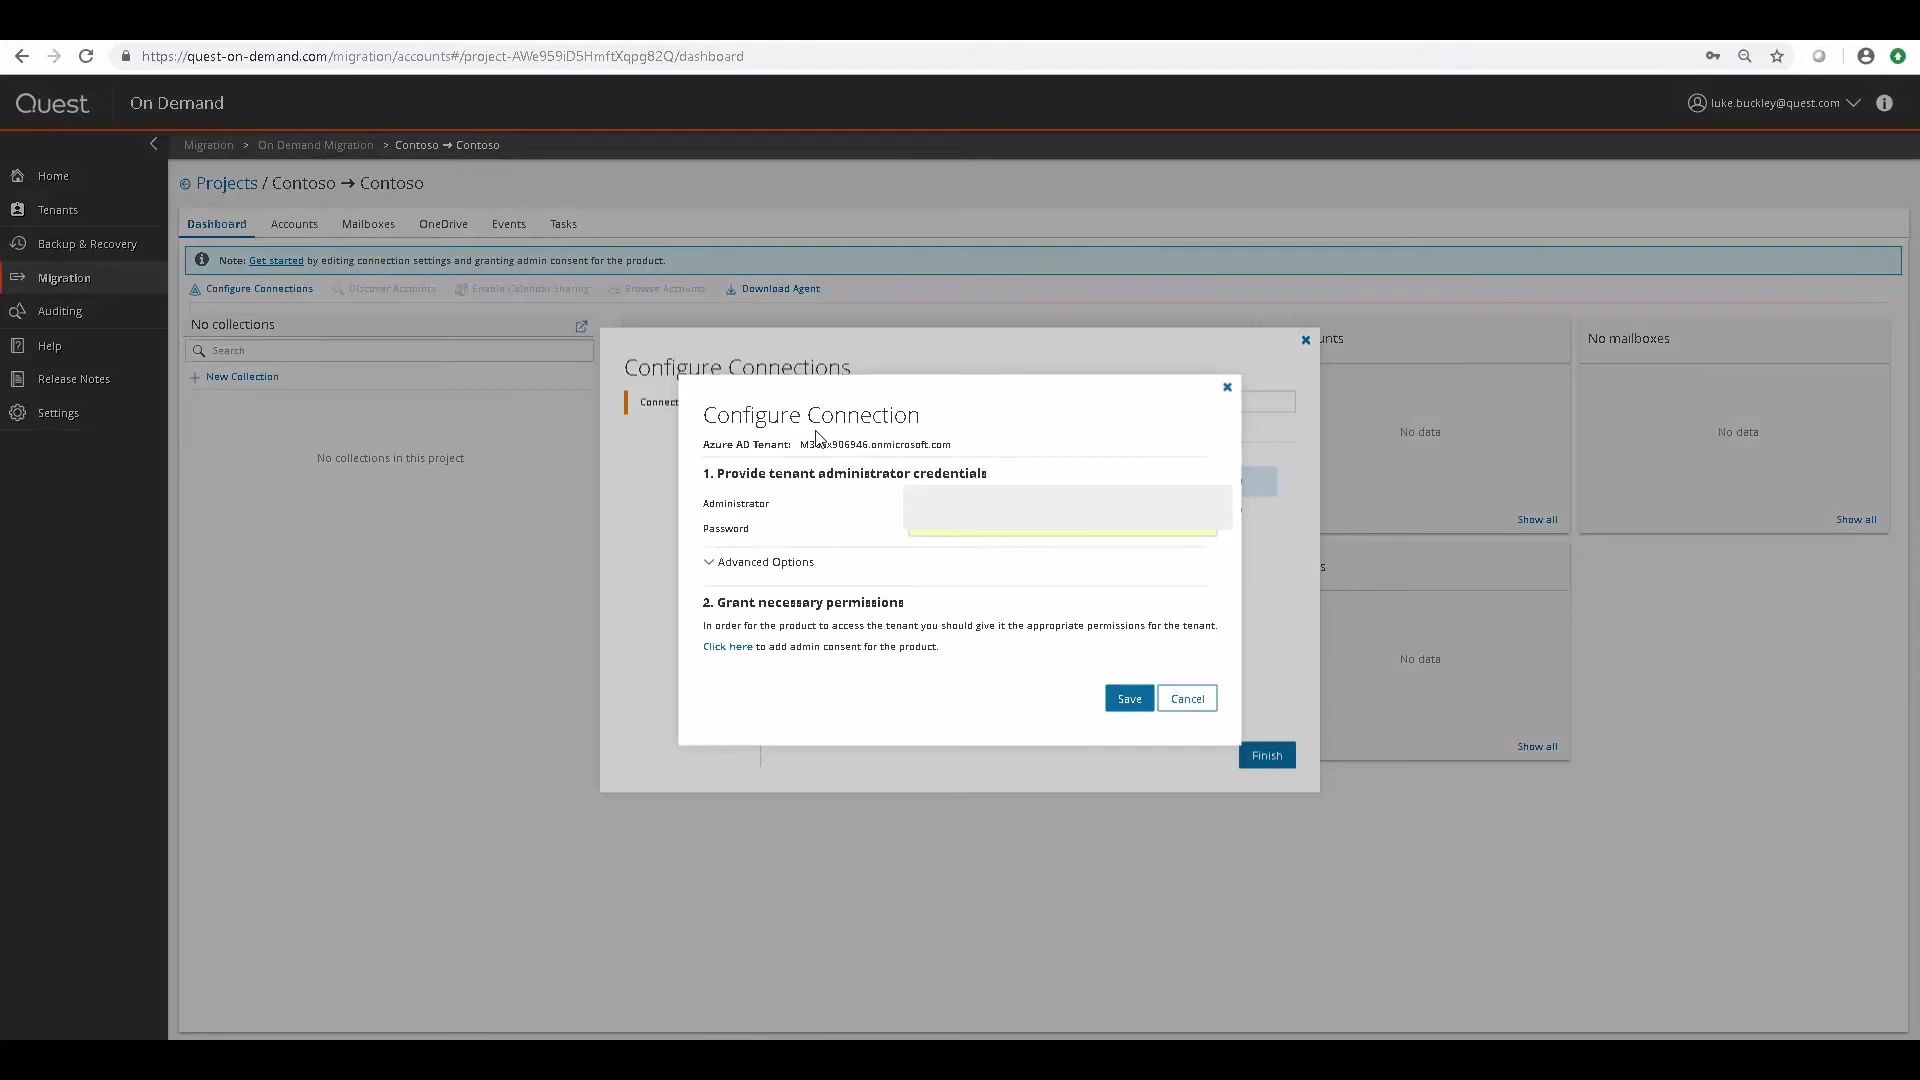 https://quest-on-demand.com/migration/accounts#/project-AWe959iD5HmftXqpg82Q/dashboard
Quest On Demand
luke.buckley@quest.com
Migration > On Demand Migration > Contoso → Contoso
Home
Tenants
Backup & Recovery
Migration
Auditing
Help
Release Notes
Settings
Projects / Contoso → Contoso
Dashboard Accounts Mailboxes OneDrive Events Tasks
Note: Get started by editing connection settings and granting admin consent for the product.
Configure Connections Discover Accounts Enable Calendar Sharing Browse Accounts Download Agent
No collections
Search
New Collection
No collections in this project
No mailboxes
No data
No data
Show all
Show all
No data
Show all
Configure Connections
Configure Connection
Azure AD Tenant:
1. Provide tenant administrator credentials
Administrator
Password
Advanced Options
2. Grant necessary permissions
In order for the product to access the tenant you should give it the appropriate permissions for the tenant.
Click here to add admin consent for the product.
Save Cancel
Finish